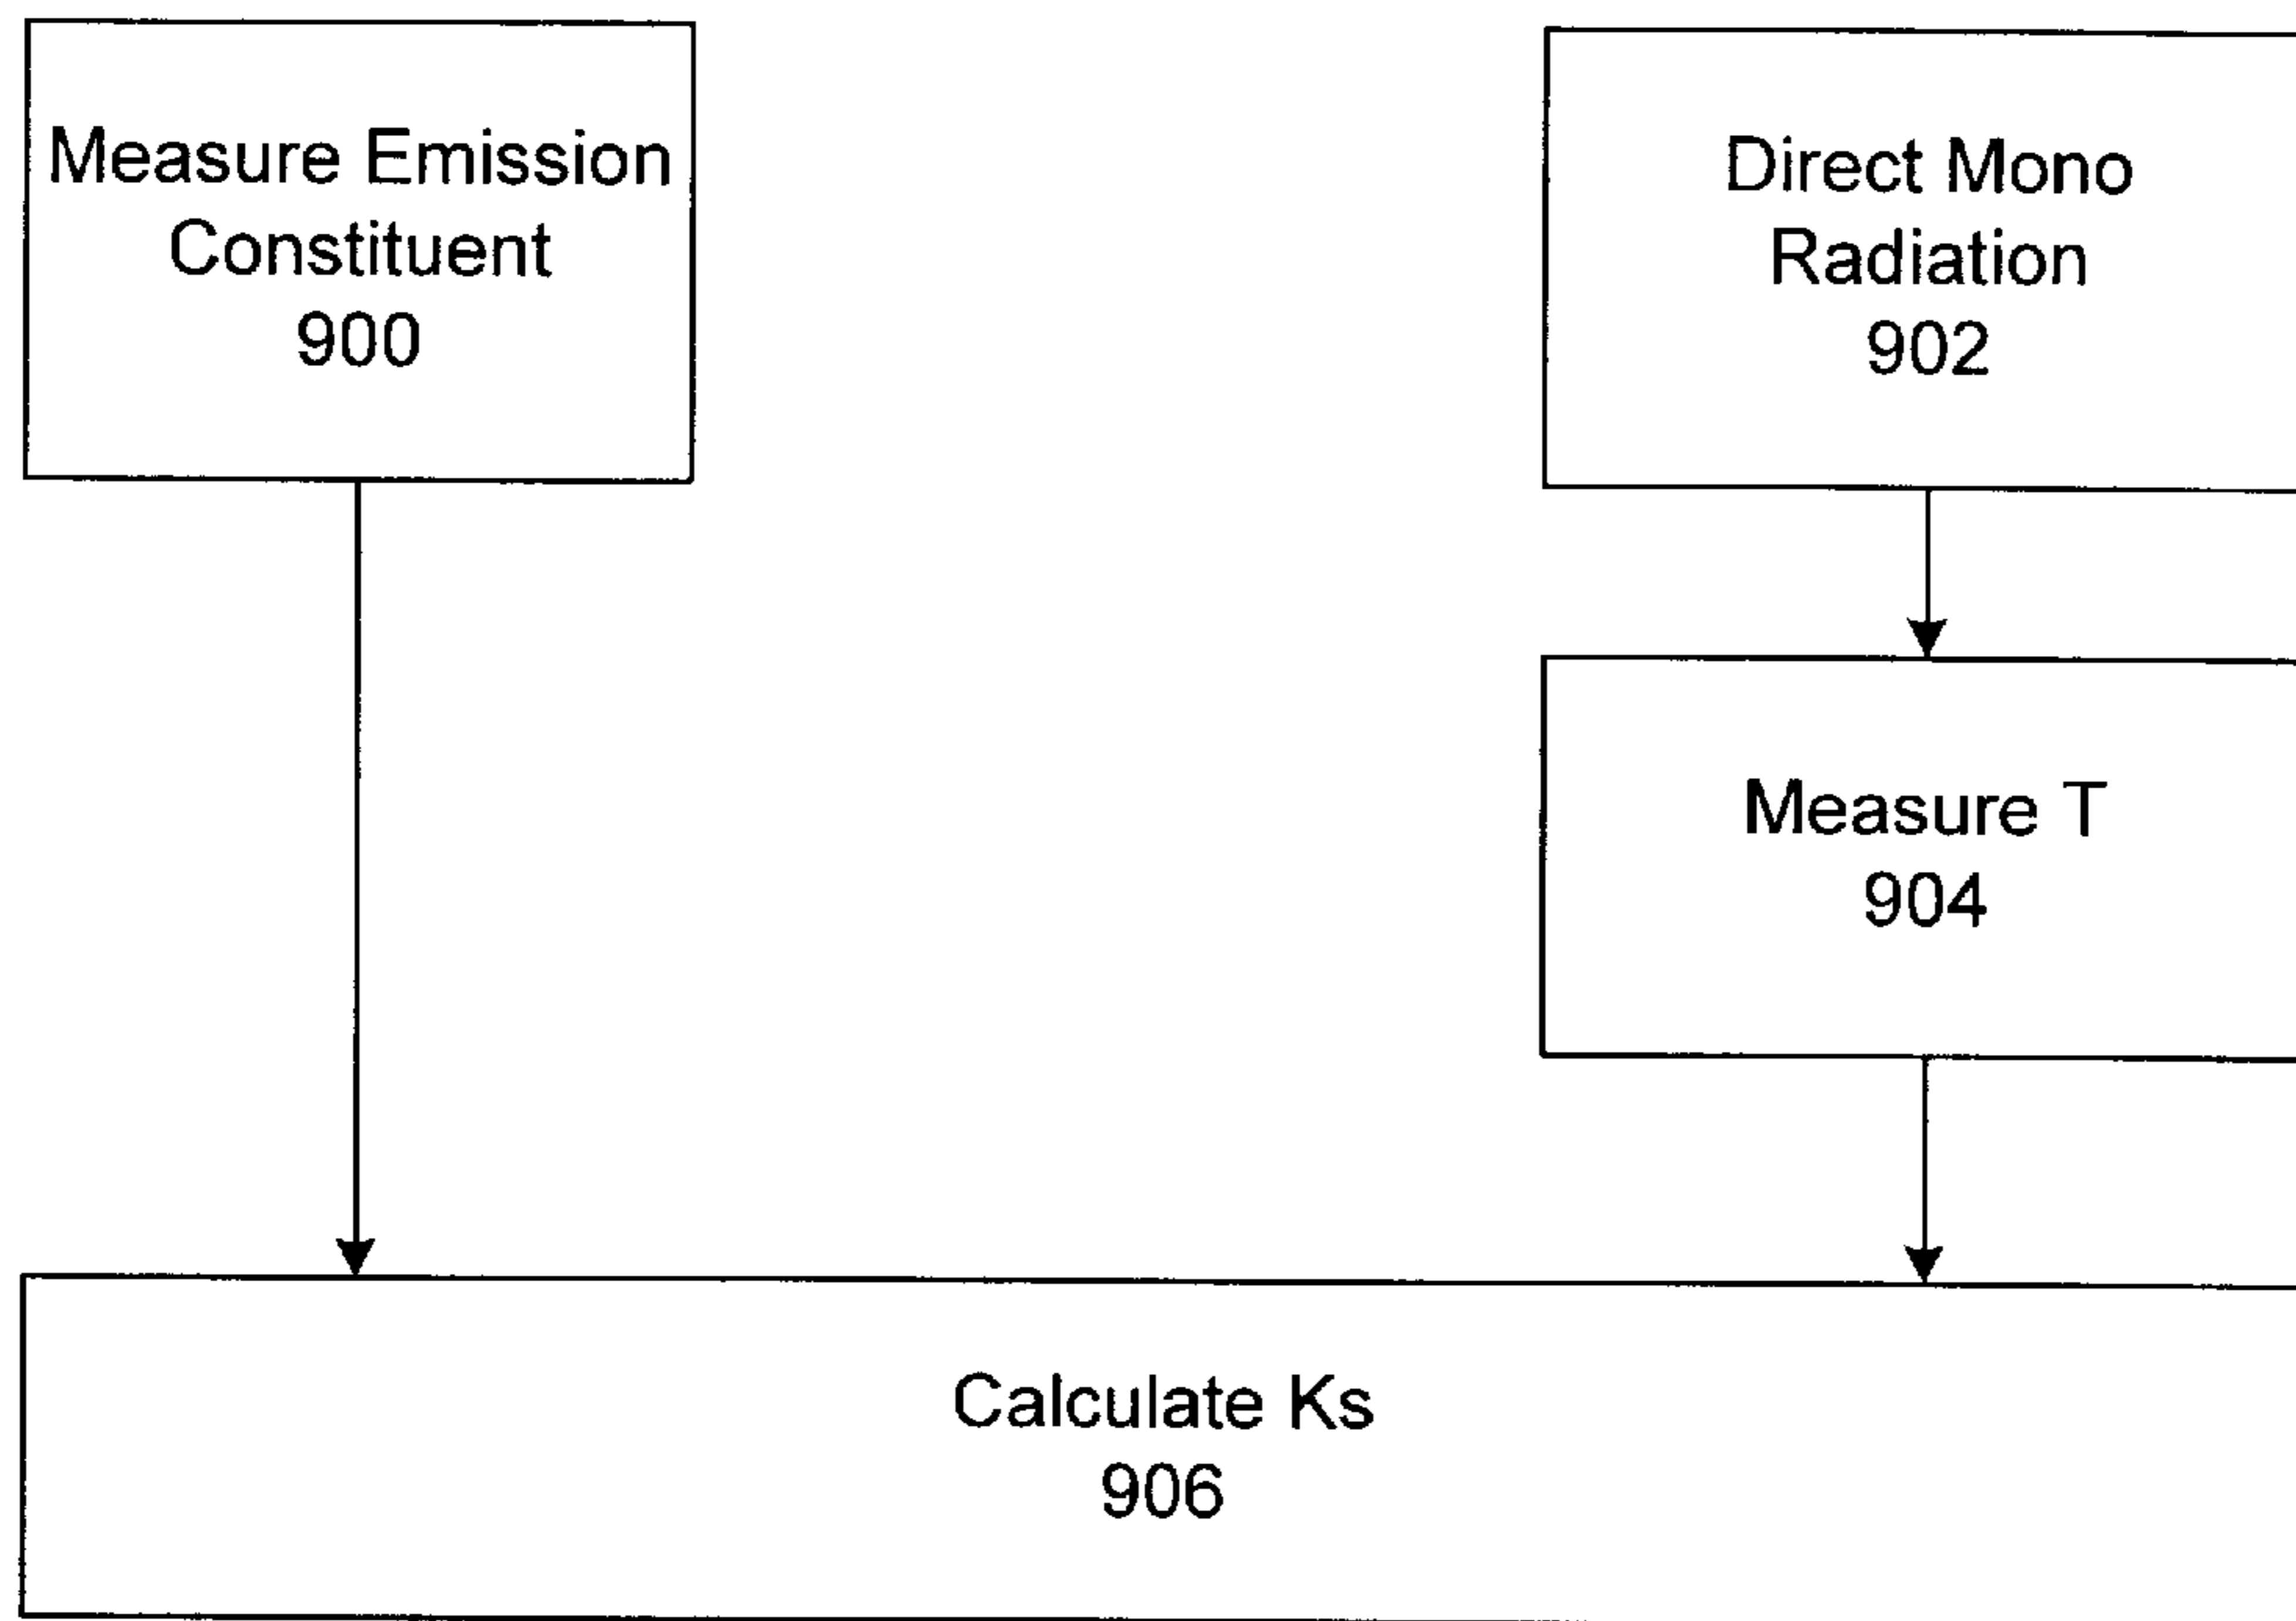 Measure Emission
Constituent
900
Direct Mono
Radiation
902
Measure T
904
Calculate Ks
906